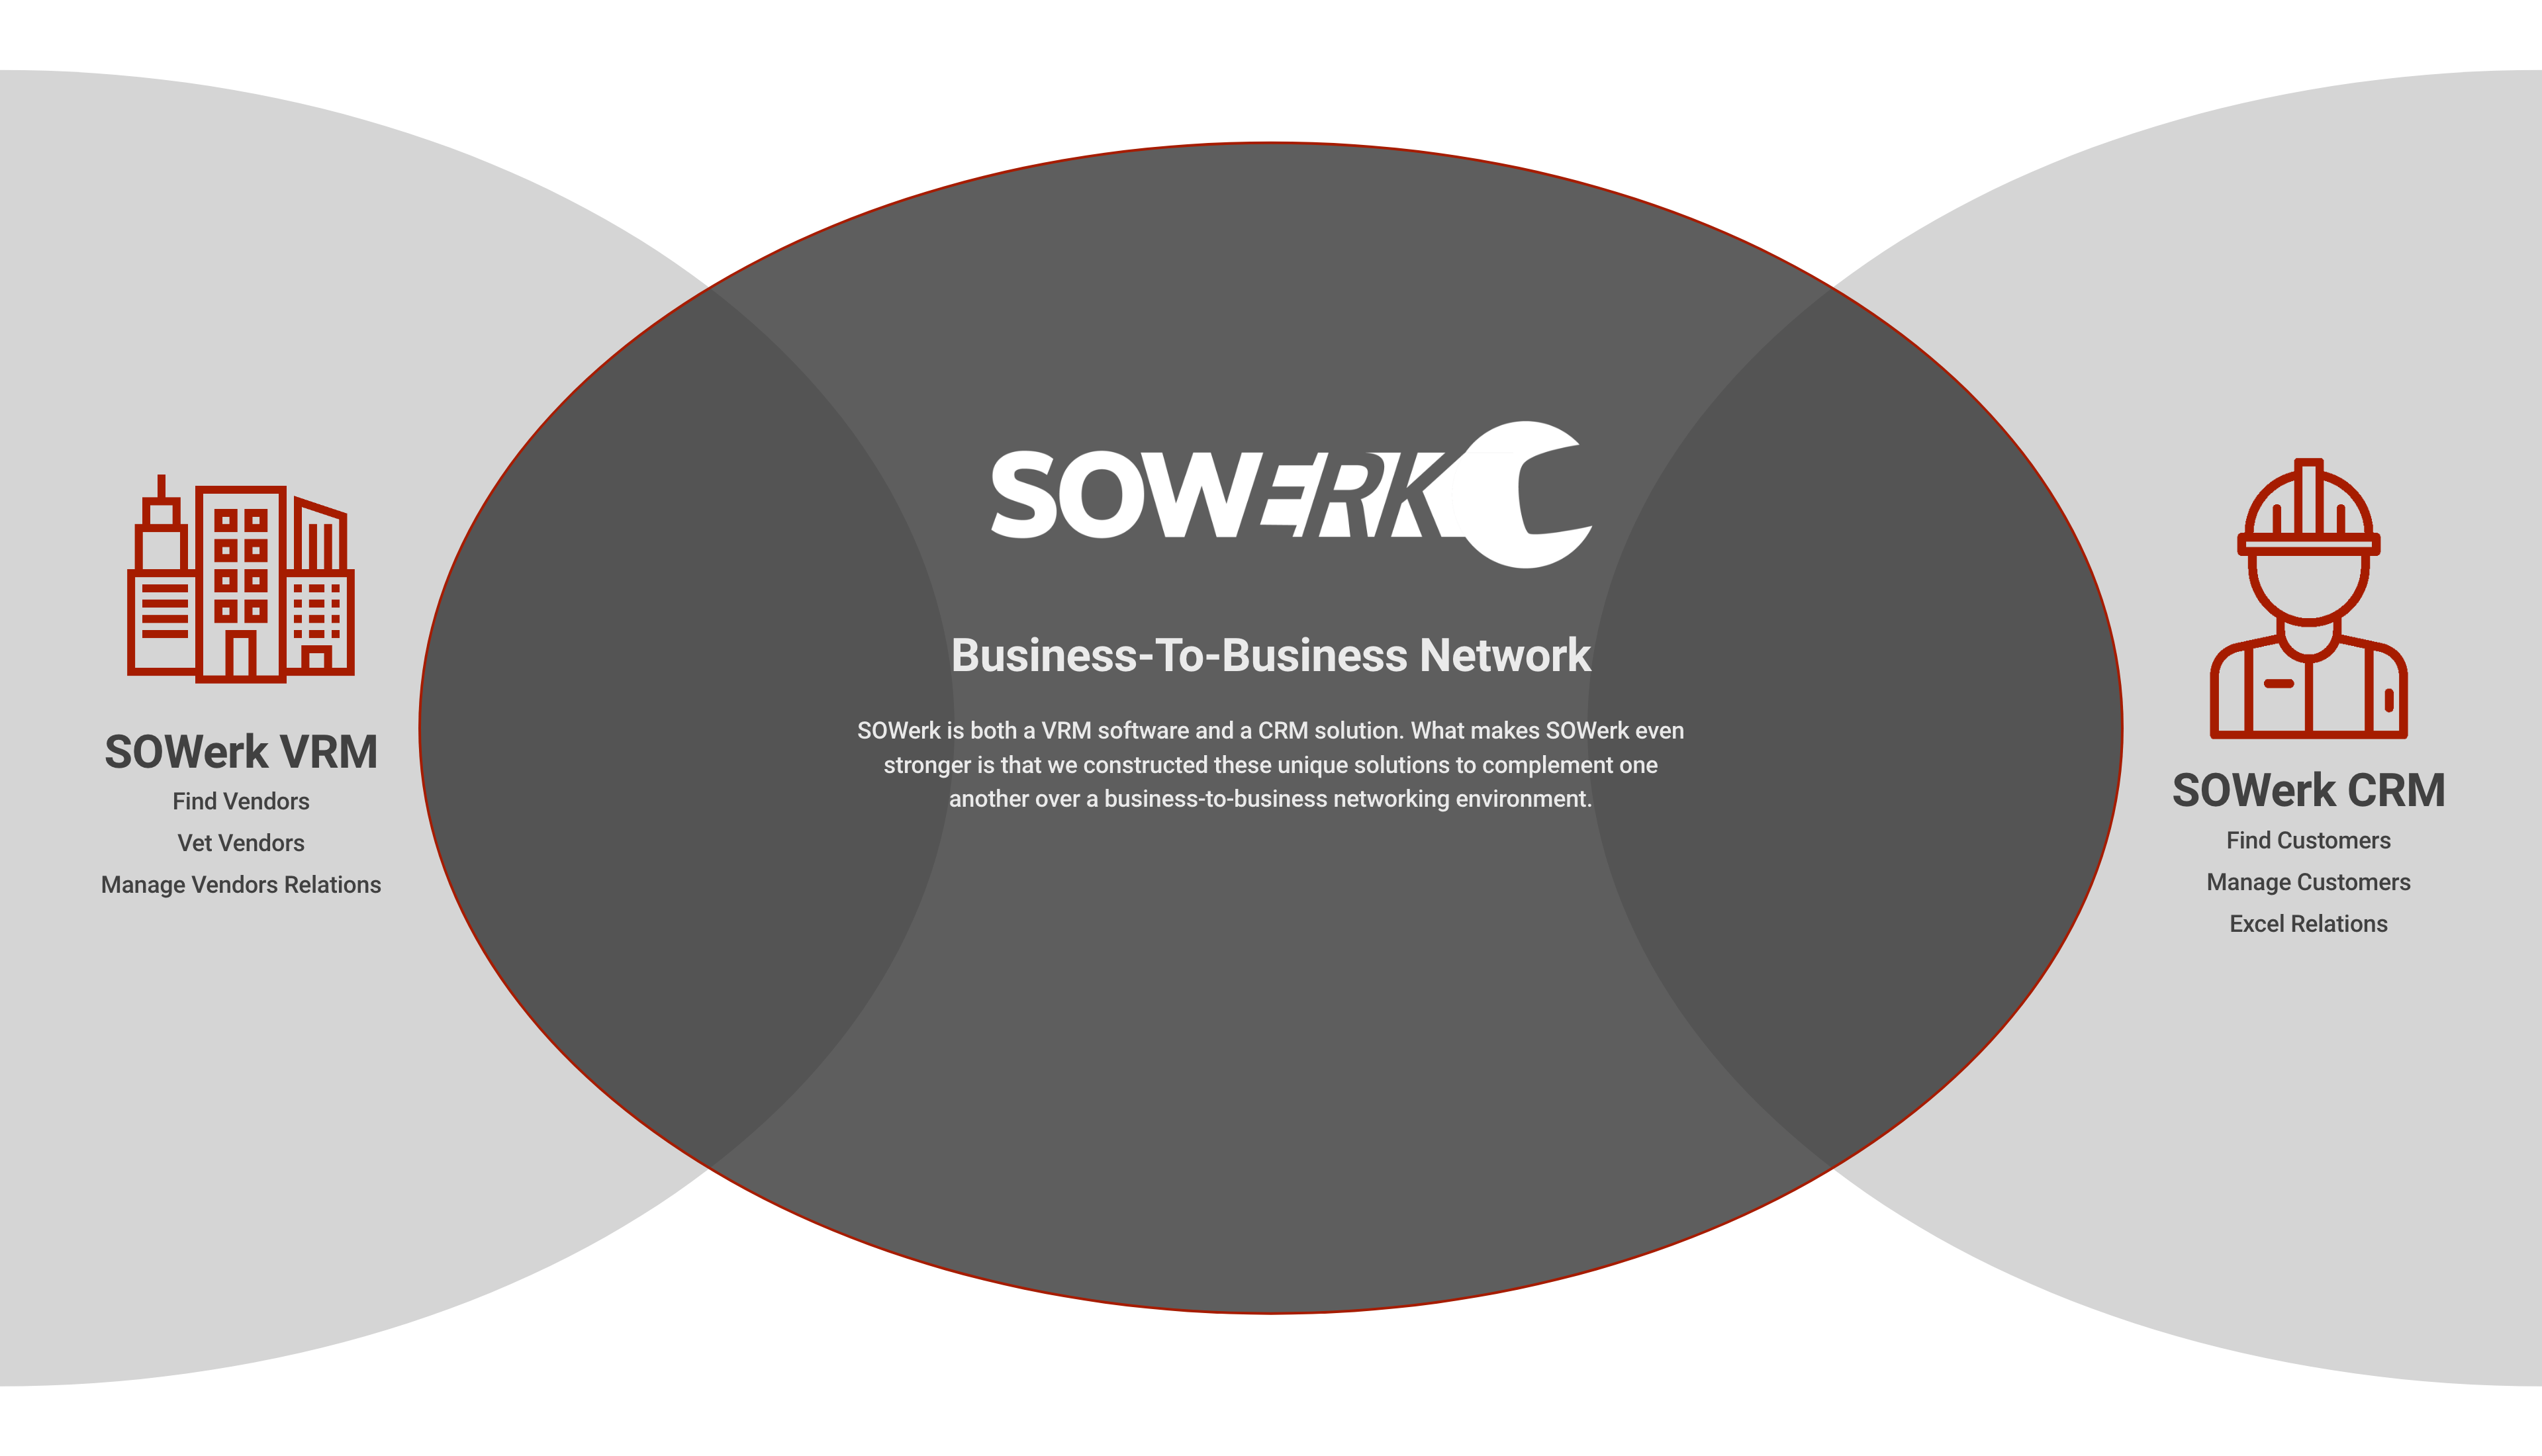 SOWERK
Business-To-Business Network
SOWerk is both a VRM software and a CRM solution. What makes SOWerk even
stronger is that we constructed these unique solutions to complement one
another over a business-to-business networking environment.
SOWerk VRM
Find Vendors
Vet Vendors
Manage Vendors Relations
SOWerk CRM
Find Customers
Manage Customers
Excel Relations